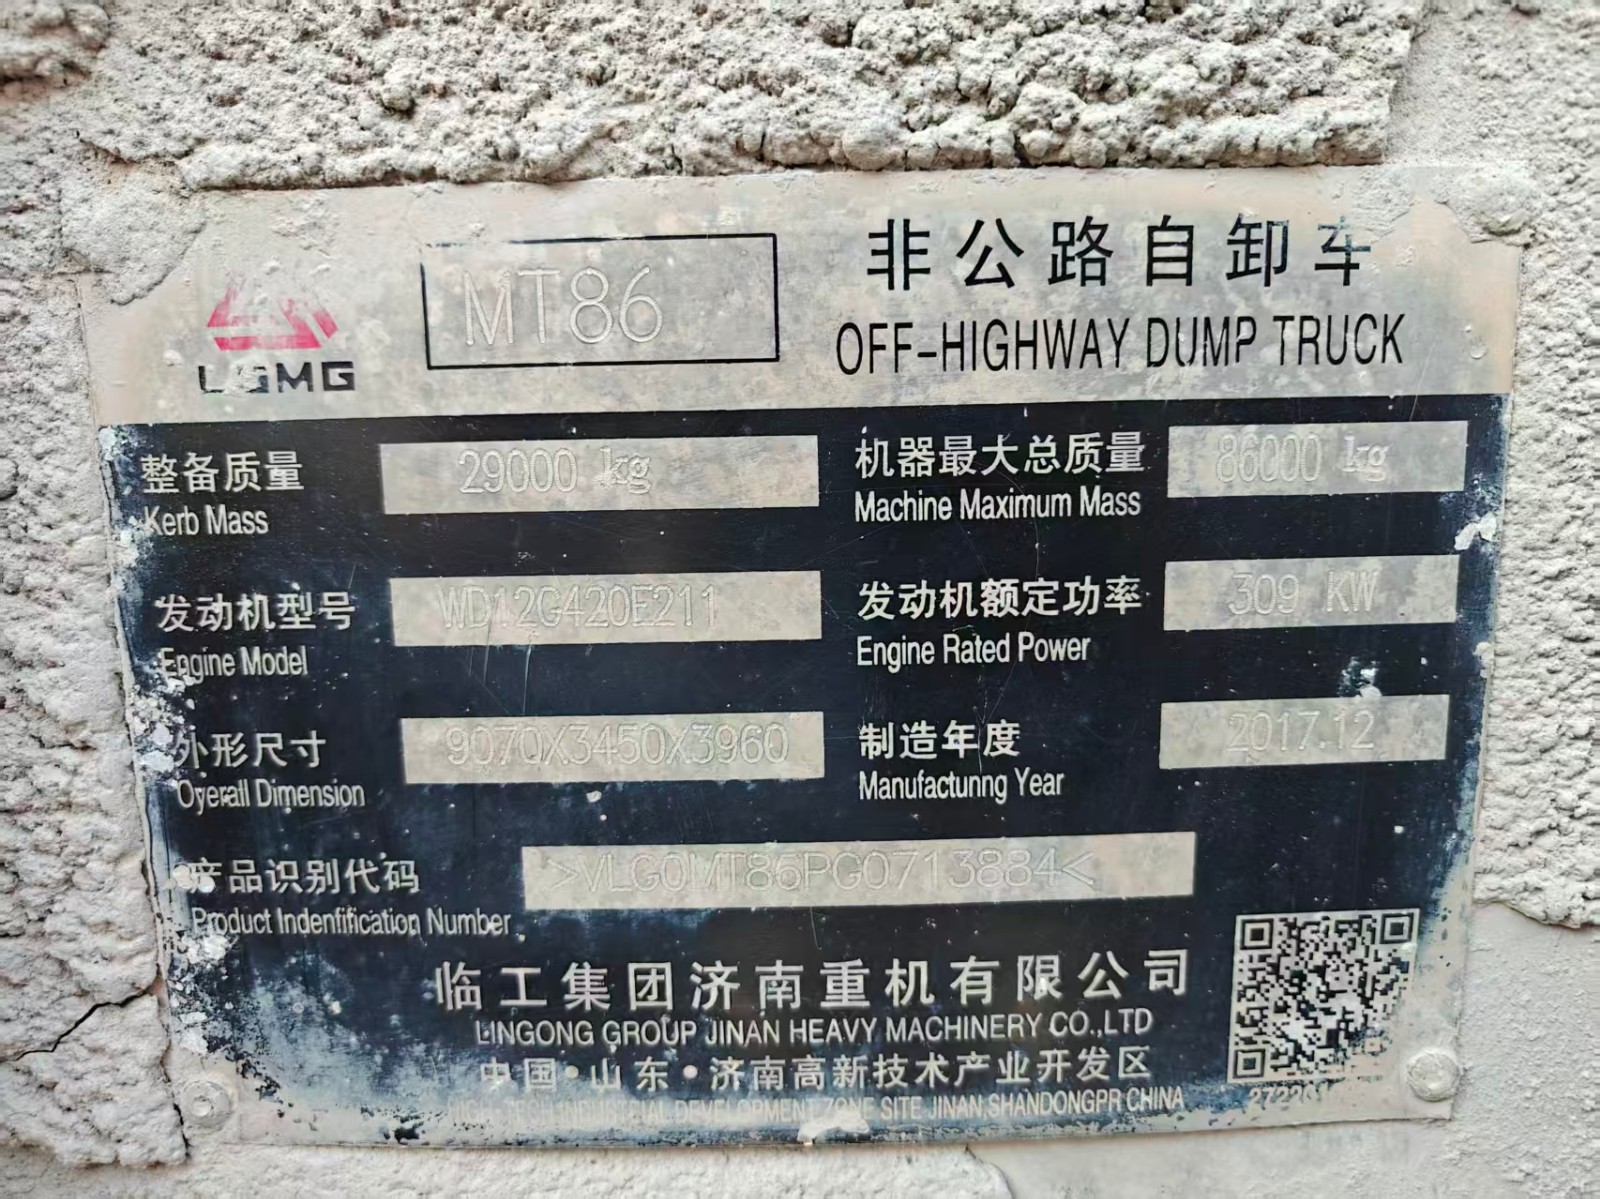 MT86
非公路自卸车
OFF-HIGHWAY DUMP TRUCK
LGMG
整备质量 29000 kg 机器最大总质量 86000 kg
Kerb Mass Machine Maximum Mass
发动机型号 WD12G420E211 发动机额定功率 309 KW
Engine Model Engine Rated Power
外形尺寸 9070X3450X3960 制造年度 2017.12
Overall Dimension Manufactunng Year
产品识别代码 >VLG0MT86PG0713884<
Product Indenfification Number
临工集团济南重机有限公司
LINGONG GROUP JINAN HEAVY MACHINERY CO.,LTD
中国•山东•济南高新技术产业开发区
INDUSTRIAL DEVELOPMENT ZONE SITE JINAN SHANDONGPR CHINA